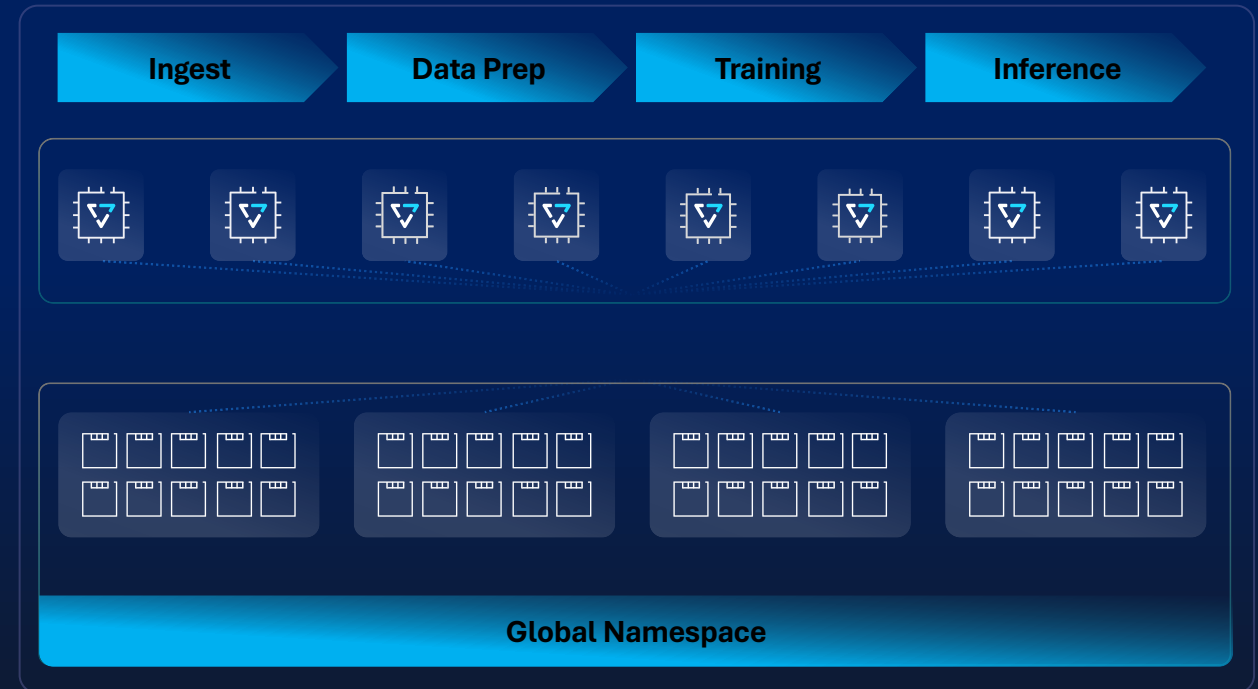 Ingest
Data Prep
Training
Inference
Global Namespace